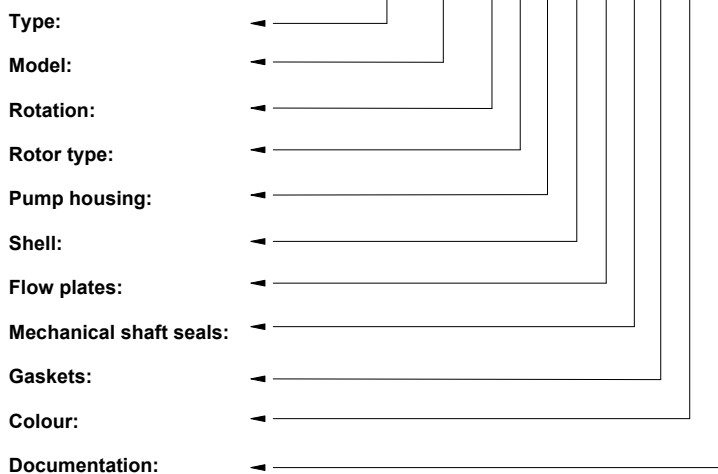 Type:
Model:
Rotation:
Rotor type:
Pump housing:
Shell:
Flow plates:
Mechanical shaft seals:
Gaskets:
Colour:
Documentation: